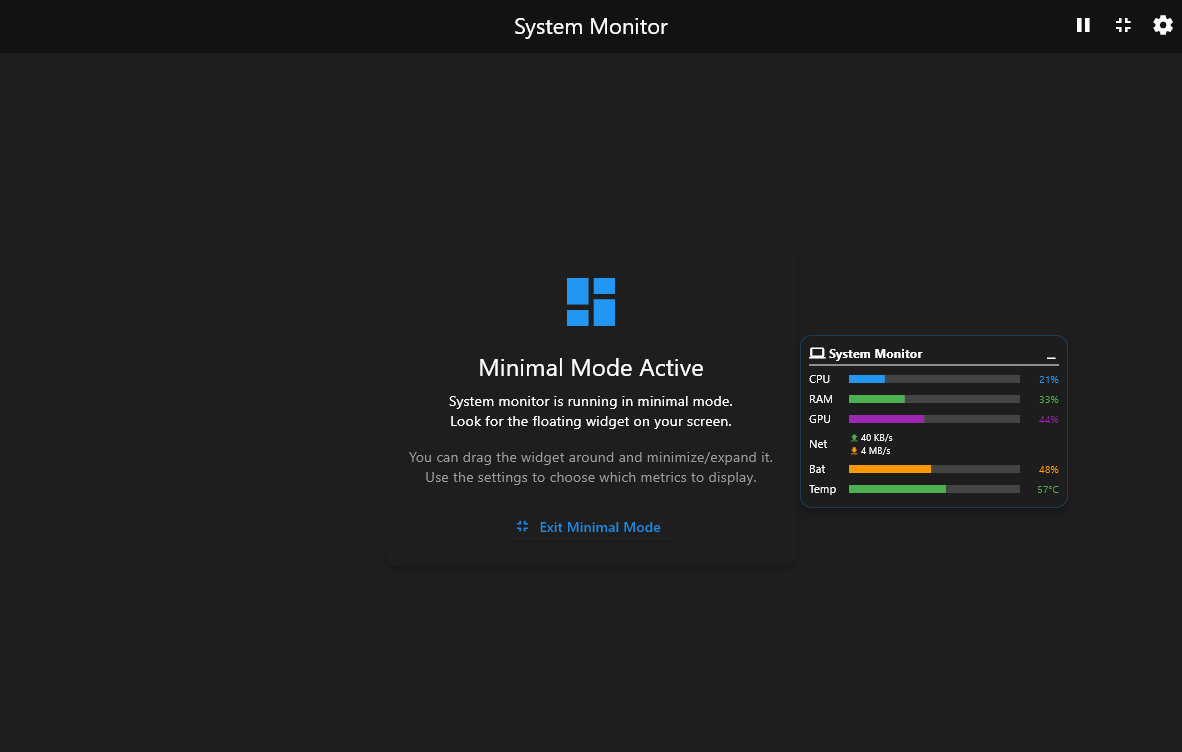 System Monitor
Minimal Mode Active
System monitor is running in minimal mode.
Look for the floating widget on your screen.
You can drag the widget around and minimize/expand it.
Use the settings to choose which metrics to display.
Exit Minimal Mode
System Monitor
CPU 21%
RAM 33%
GPU 44%
Net 40 KB/s
4 MB/s
Bat 48%
Temp 57°C